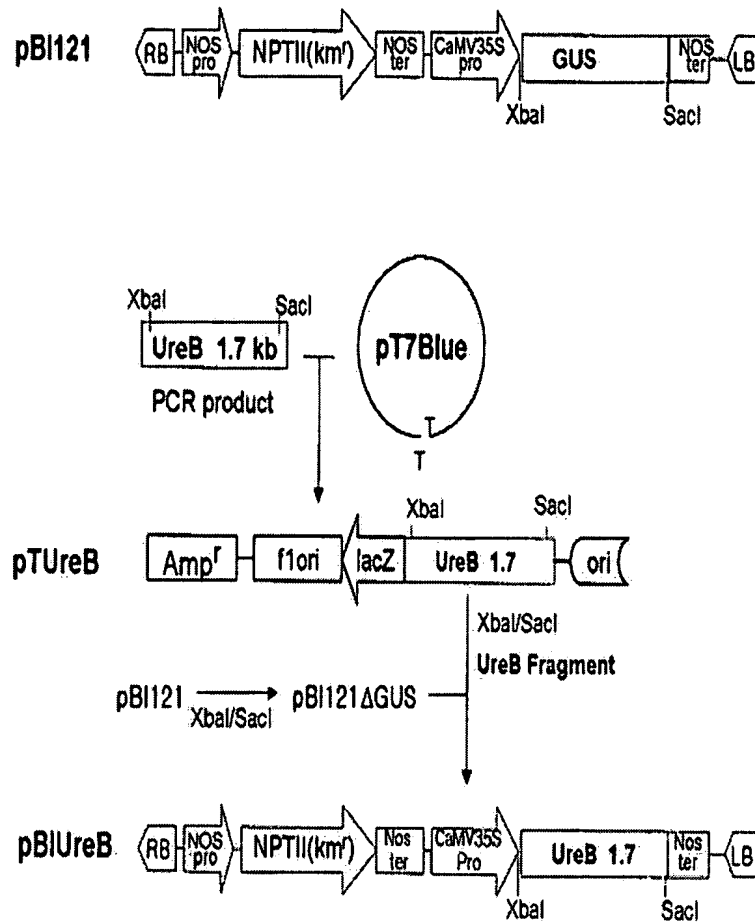 pBI121
RB NOS pro NPTII(kmʳ) NOS ter CaMV35S pro GUS NOS ter LB
XbaI SacI
XbaI SacI
UreB 1.7 kb
PCR product
pT7Blue
T
T
XbaI SacI
pTUreB Ampʳ f1ori lacZ UreB 1.7 ori
XbaI/SacI
UreB Fragment
pBI121 XbaI/SacI pBI121ΔGUS
pBIUreB
RB NOS pro NPTII(kmʳ) Nos ter CaMV35S Pro UreB 1.7 Nos ter LB
XbaI SacI